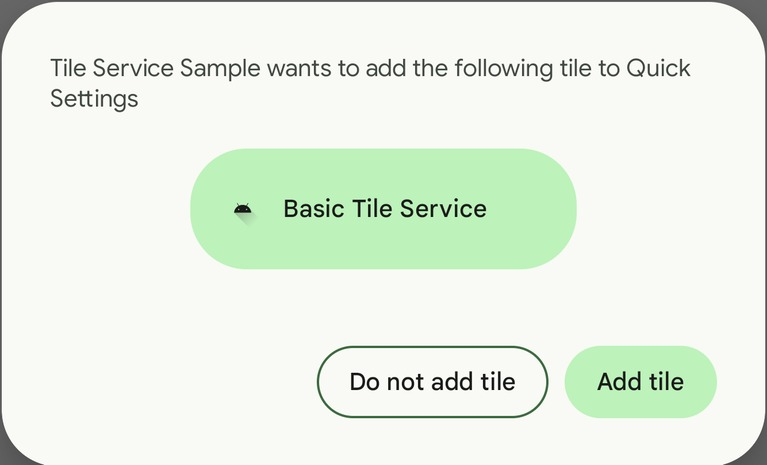 Tile Service Sample wants to add the following tile to Quick
Settings
Basic Tile Service
Do not add tile
Add tile